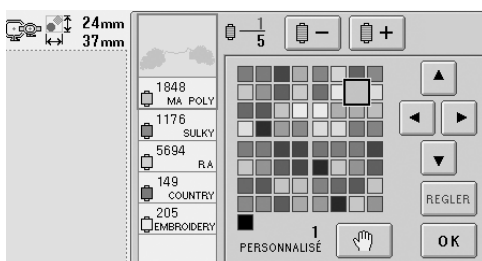 24mm
37mm
1
5
1848
MA POLY
1176
SULKY
5694
RA
149
COUNTRY
205
EMBROIDERY
1
PERSONNALISÉ
REGLER
OK